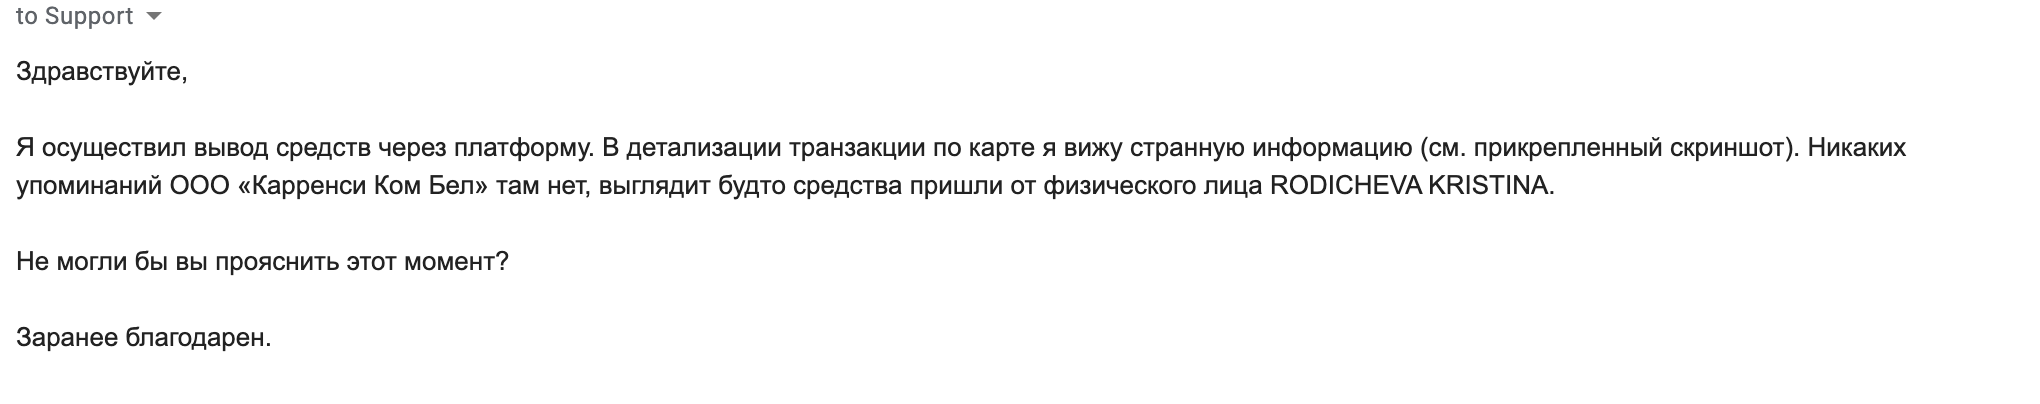 to Support
Здравствуйте,
Я осуществил вывод средств через платформу. В детализации транзакции по карте я вижу странную информацию (см. прикрепленный скриншот). Никаких
упоминаний ООО «Карренси Ком Бел» там нет, выглядит будто средства пришли от физического лица RODICHEVA KRISTINA.
Не могли бы вы прояснить этот момент?
Заранее благодарен.